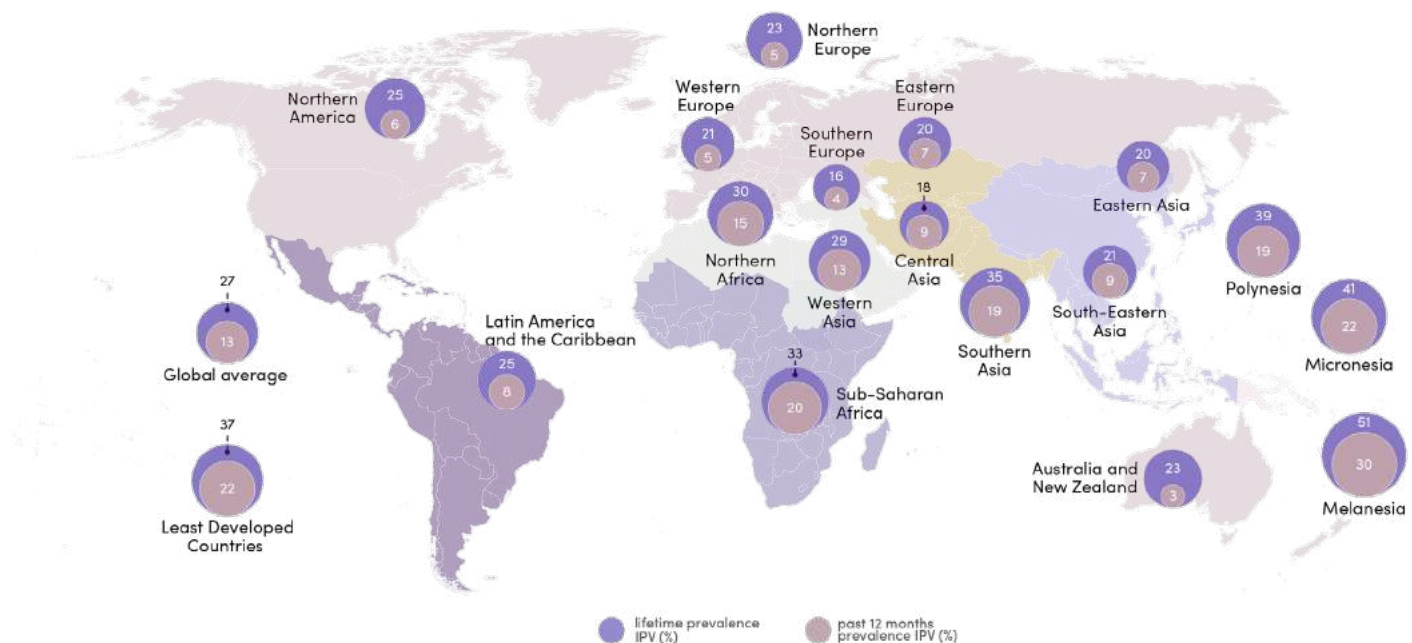 23
5
Northern
Europe
Northern
America
25
6
Western
Europe
21
5
Eastern
Europe
20
7
Southern
Europe
16
4
20
7
Eastern Asia
30
15
Northern
Africa
18
9
Central
Asia
29
13
Western
Asia
39
19
Polynesia
21
9
South-Eastern
Asia
35
19
Southern
Asia
41
22
Micronesia
27
13
Global average
Latin America
and the Caribbean
25
8
33
20
Sub-Saharan
Africa
37
22
Least Developed
Countries
Australia and
New Zealand
23
3
51
30
Melanesia
lifetime prevalence
IPV (%)
past 12 months
prevalence IPV (%)